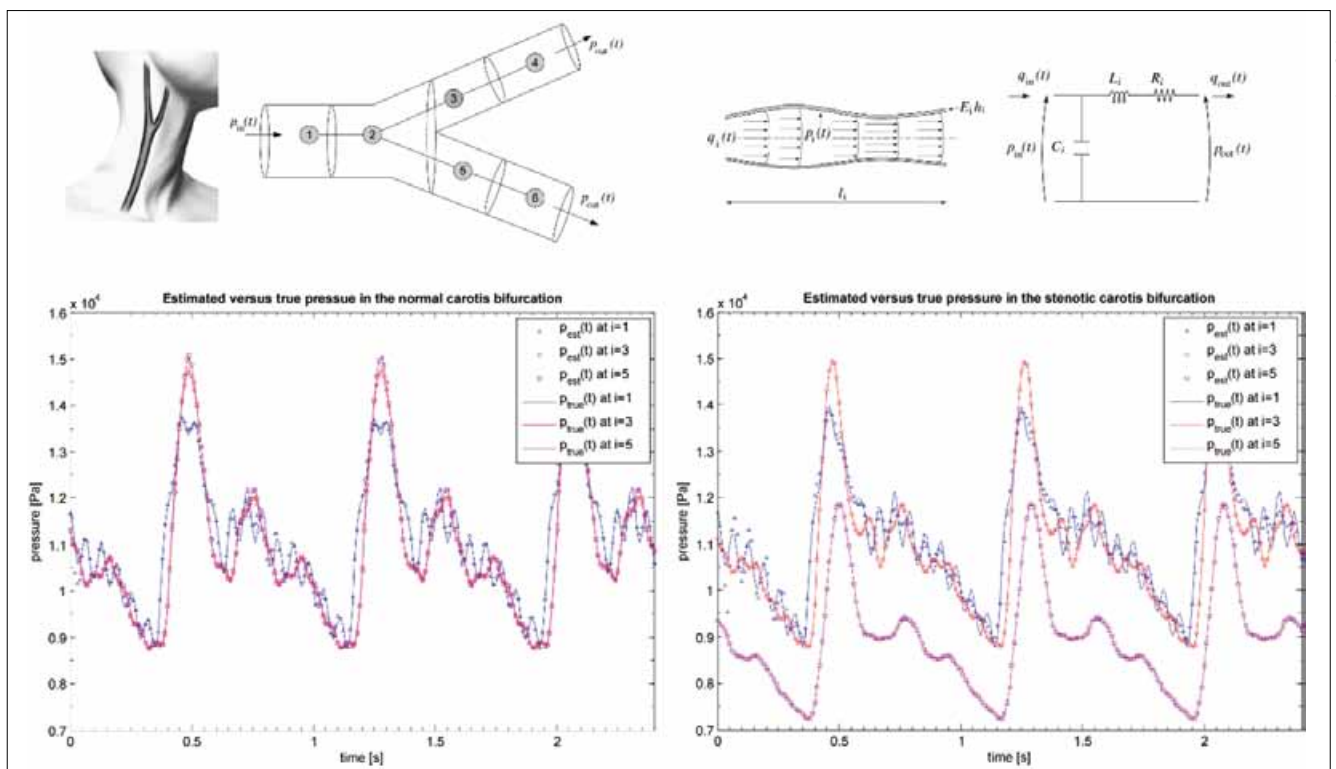 p_in(t)
1
2
3
4
5
6
p_out(t)
p_out(t)
q_i(t)
p_i(t)
E_i h_i
l_i
q_in(t)
L_i
R_i
q_out(t)
p_in(t)
C_i
p_out(t)
Estimated versus true pressue in the normal carotis bifurcation
x 10^4
1.6
1.5
1.4
1.3
1.2
1.1
1
0.9
0.8
0.7
pressure [Pa]
0
0.5
1
1.5
2
time [s]
p_est(t) at i=1
p_est(t) at i=3
p_est(t) at i=5
p_true(t) at i=1
p_true(t) at i=3
p_true(t) at i=5
Estimated versus true pressure in the stenotic carotis bifurcation
x 10^4
1.6
1.5
1.4
1.3
1.2
1.1
1
0.9
0.8
0.7
pressure [Pa]
0
0.5
1
1.5
2
time [s]
p_est(t) at i=1
p_est(t) at i=3
p_est(t) at i=5
p_true(t) at i=1
p_true(t) at i=3
p_true(t) at i=5